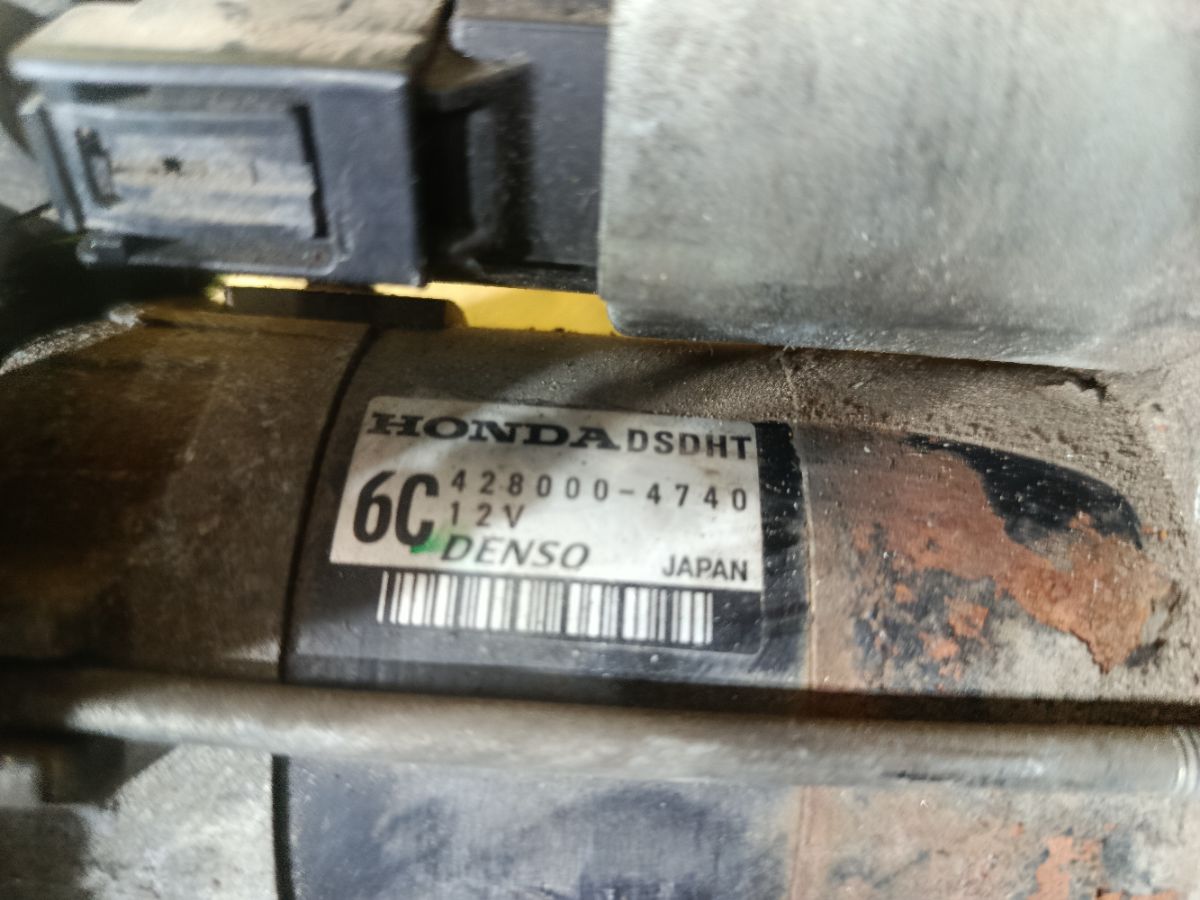 HONDA DSDHT
6C 428000-4740
12V
DENSO JAPAN